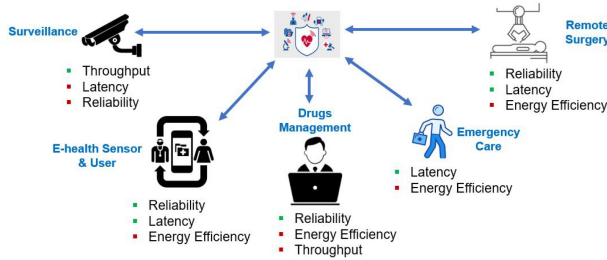 Surveillance
Throughput
Latency
Reliability
Remote
Surgery
Reliability
Latency
Energy Efficiency
E-health Sensor
& User
Reliability
Latency
Energy Efficiency
Drugs
Management
Reliability
Energy Efficiency
Throughput
Emergency
Care
Latency
Energy Efficiency